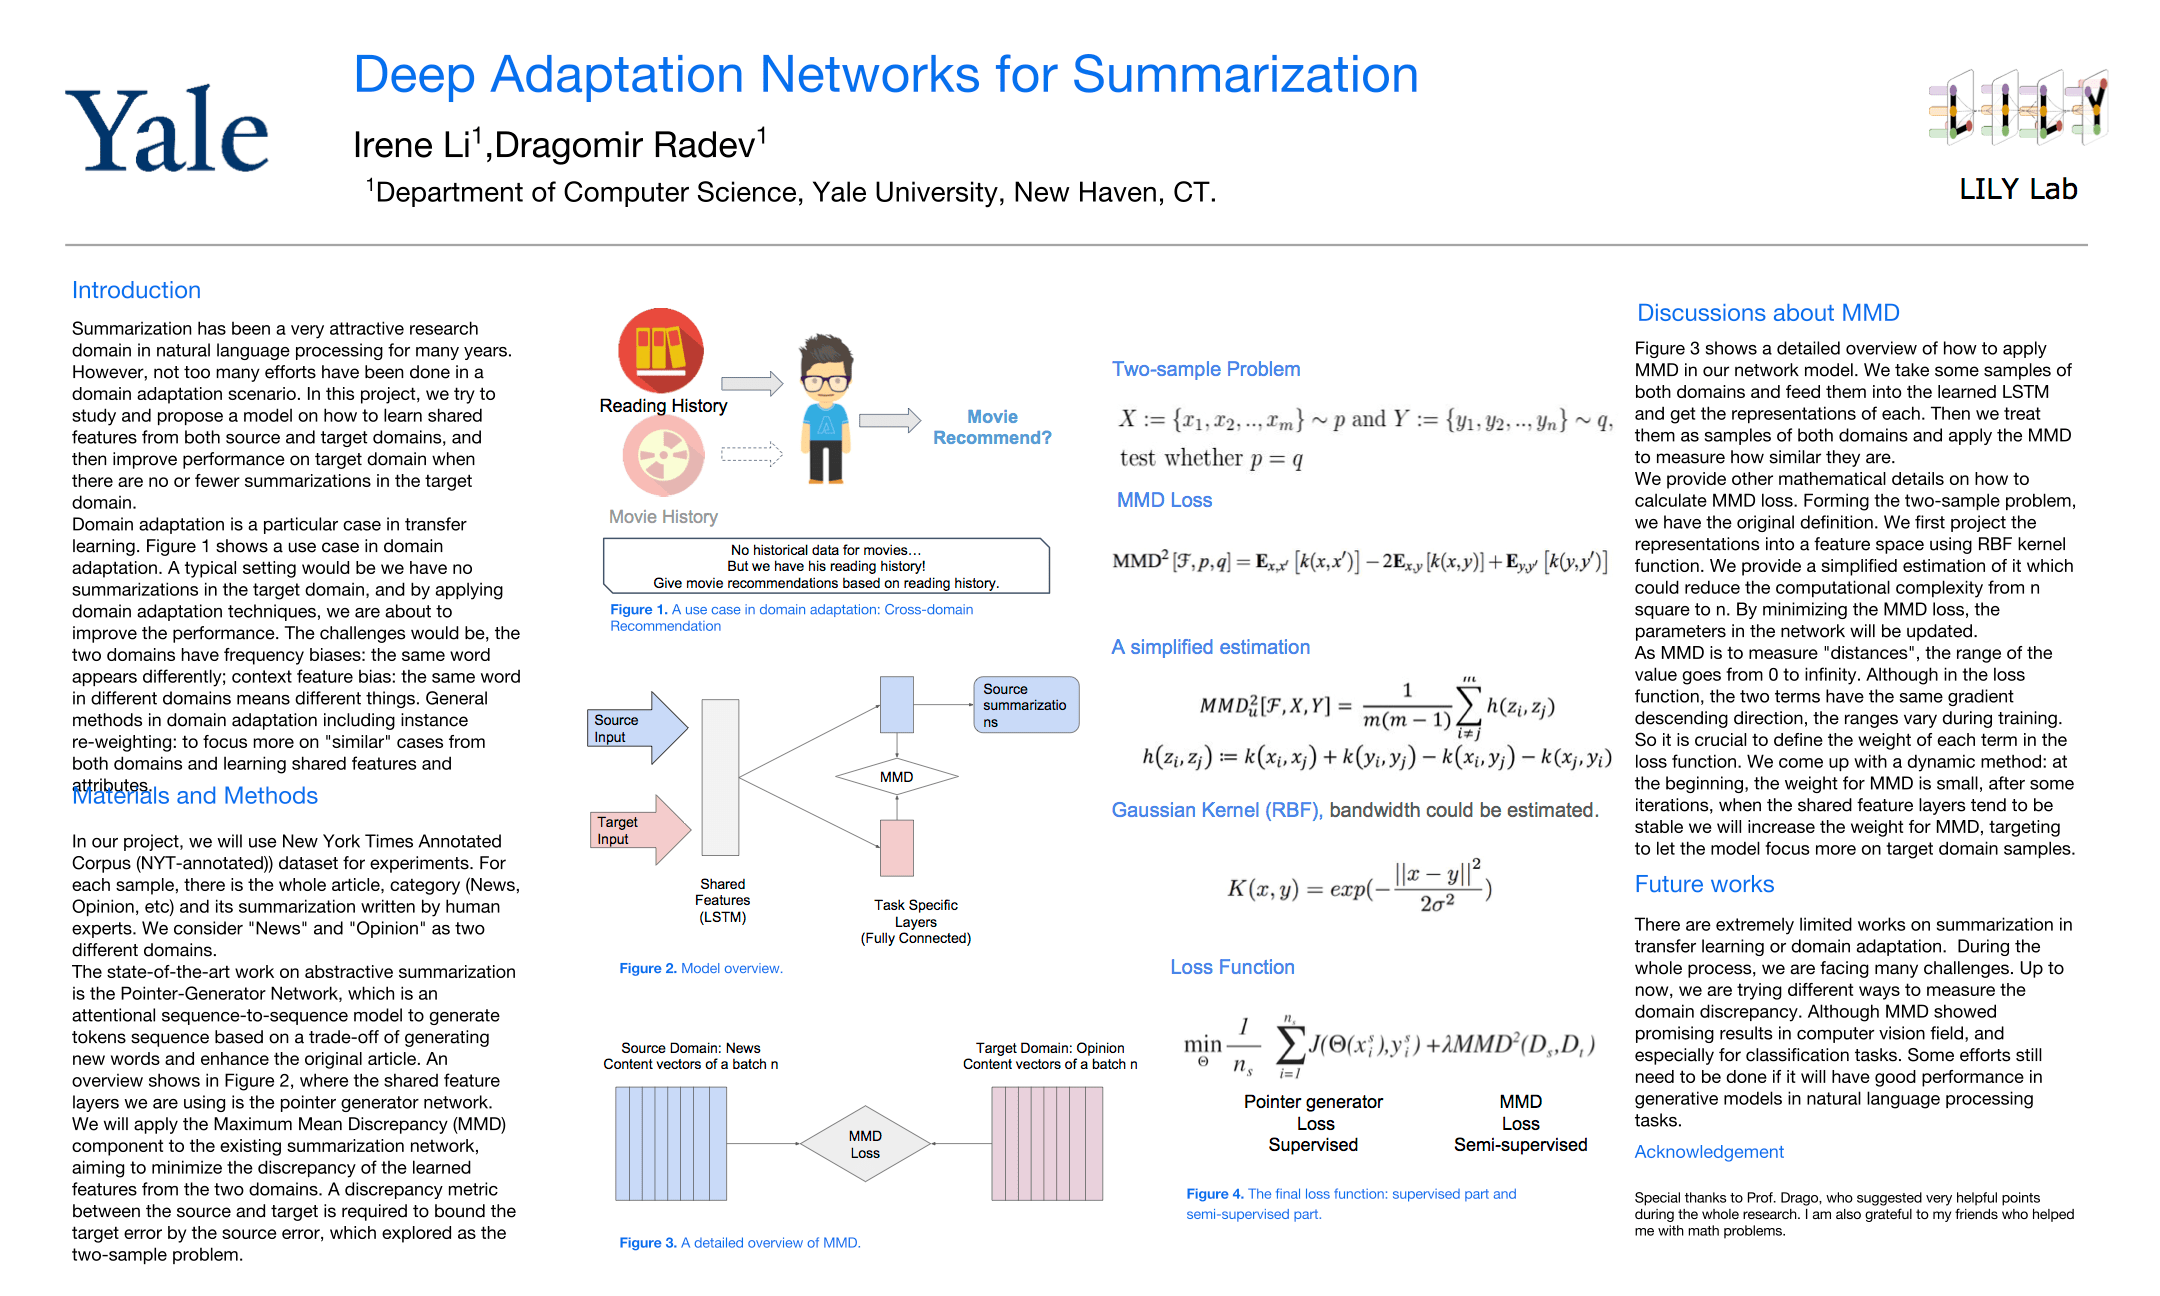 Yale
Deep Adaptation Networks for Summarization
Irene Li¹,Dragomir Radev¹
¹Department of Computer Science, Yale University, New Haven, CT.
LILY
LILY Lab
Introduction
Summarization has been a very attractive research
domain in natural language processing for many years.
However, not too many efforts have been done in a
domain adaptation scenario. In this project, we try to
study and propose a model on how to learn shared
features from both source and target domains, and
then improve performance on target domain when
there are no or fewer summarizations in the target
domain.
Domain adaptation is a particular case in transfer
learning. Figure 1 shows a use case in domain
adaptation. A typical setting would be we have no
summarizations in the target domain, and by applying
domain adaptation techniques, we are about to
improve the performance. The challenges would be, the
two domains have frequency biases: the same word
appears differently; context feature bias: the same word
in different domains means different things. General
methods in domain adaptation including instance
re-weighting: to focus more on "similar" cases from
both domains and learning shared features and
attributes.
Materials and Methods
In our project, we will use New York Times Annotated
Corpus (NYT-annotated)) dataset for experiments. For
each sample, there is the whole article, category (News,
Opinion, etc) and its summarization written by human
experts. We consider "News" and "Opinion" as two
different domains.
The state-of-the-art work on abstractive summarization
is the Pointer-Generator Network, which is an
attentional sequence-to-sequence model to generate
tokens sequence based on a trade-off of generating
new words and enhance the original article. An
overview shows in Figure 2, where the shared feature
layers we are using is the pointer generator network.
We will apply the Maximum Mean Discrepancy (MMD)
component to the existing summarization network,
aiming to minimize the discrepancy of the learned
features from the two domains. A discrepancy metric
between the source and target is required to bound the
target error by the source error, which explored as the
two-sample problem.
Reading History
Movie History
Movie
Recommend?
No historical data for movies…
But we have his reading history!
Give movie recommendations based on reading history.
Figure 1. A use case in domain adaptation: Cross-domain
Recommendation
Source
Input
Target
Input
Shared
Features
(LSTM)
MMD
Source
summarizatio
ns
Task Specific
Layers
(Fully Connected)
Figure 2. Model overview.
Source Domain: News
Content vectors of a batch n
MMD
Loss
Target Domain: Opinion
Content vectors of a batch n
Figure 3. A detailed overview of MMD.
Two-sample Problem
X := {x₁, x₂, .., xₘ} ∼ p and Y := {y₁, y₂, .., yₙ} ∼ q,
test whether p = q
MMD Loss
MMD² [ℱ, p, q] = E_{x,x′} [k(x,x′)] − 2E_{x,y} [k(x,y)] + E_{y,y′} [k(y,y′)]
A simplified estimation
MMD_u²[ℱ, X, Y] = \frac{1}{m(m − 1)} \sum_{i≠j}^{m} h(z_i, z_j)
h(z_i, z_j) ≔ k(x_i, x_j) + k(y_i, y_j) − k(x_i, y_j) − k(x_j, y_i)
Gaussian Kernel (RBF), bandwidth could be estimated.
K(x, y) = exp(−\frac{||x − y||²}{2σ²})
Loss Function
\min_Θ \frac{1}{n_s} \sum_{i=1}^{n_s} J(Θ(x_i^s), y_i^s) + λMMD²(D_s, D_t)
Pointer generator
Loss
Supervised
MMD
Loss
Semi-supervised
Figure 4. The final loss function: supervised part and
semi-supervised part.
Discussions about MMD
Figure 3 shows a detailed overview of how to apply
MMD in our network model. We take some samples of
both domains and feed them into the learned LSTM
and get the representations of each. Then we treat
them as samples of both domains and apply the MMD
to measure how similar they are.
We provide other mathematical details on how to
calculate MMD loss. Forming the two-sample problem,
we have the original definition. We first project the
representations into a feature space using RBF kernel
function. We provide a simplified estimation of it which
could reduce the computational complexity from n
square to n. By minimizing the MMD loss, the
parameters in the network will be updated.
As MMD is to measure "distances", the range of the
value goes from 0 to infinity. Although in the loss
function, the two terms have the same gradient
descending direction, the ranges vary during training.
So it is crucial to define the weight of each term in the
loss function. We come up with a dynamic method: at
the beginning, the weight for MMD is small, after some
iterations, when the shared feature layers tend to be
stable we will increase the weight for MMD, targeting
to let the model focus more on target domain samples.
Future works
There are extremely limited works on summarization in
transfer learning or domain adaptation. During the
whole process, we are facing many challenges. Up to
now, we are trying different ways to measure the
domain discrepancy. Although MMD showed
promising results in computer vision field, and
especially for classification tasks. Some efforts still
need to be done if it will have good performance in
generative models in natural language processing
tasks.
Acknowledgement
Special thanks to Prof. Drago, who suggested very helpful points
during the whole research. I am also grateful to my friends who helped
me with math problems.